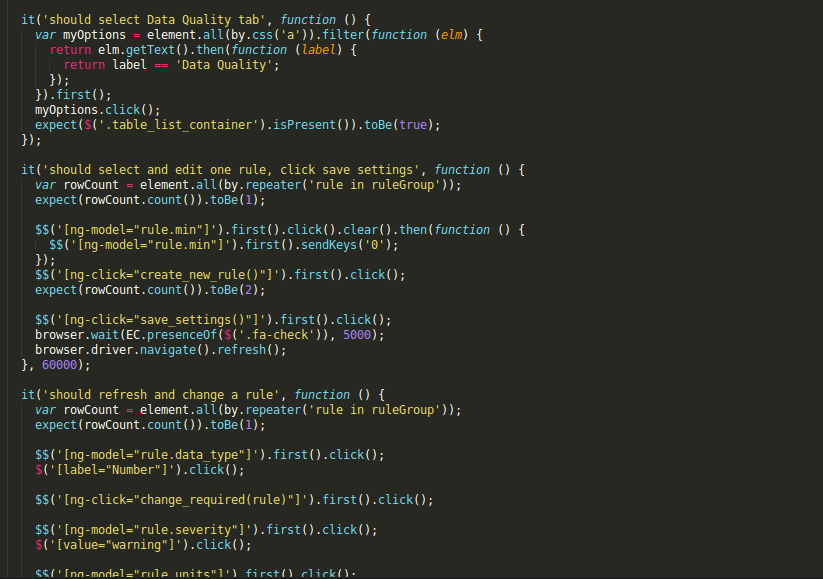 it('should select Data Quality tab', function () {
var myOptions = element.all(by.css('a')).filter(function (elm) {
return elm.getText().then(function (label) {
return label == 'Data Quality';
});
}).first();
myOptions.click();
expect($('.table_list_container').isPresent()).toBe(true);
});
it('should select and edit one rule, click save settings', function () {
var rowCount = element.all(by.repeater('rule in ruleGroup'));
expect(rowCount.count()).toBe(1);
$$('[ng-model="rule.min"]').first().click().clear().then(function () {
$$('[ng-model="rule.min"]').first().sendKeys('0');
});
$$('[ng-click="create_new_rule()"]').first().click();
expect(rowCount.count()).toBe(2);
$$('[ng-click="save_settings()"]').first().click();
browser.wait(EC.presenceOf($('.fa-check')), 5000);
browser.driver.navigate().refresh();
}, 60000);
it('should refresh and change a rule', function () {
var rowCount = element.all(by.repeater('rule in ruleGroup'));
expect(rowCount.count()).toBe(1);
$$('[ng-model="rule.data_type"]').first().click();
$('[label="Number"]').click();
$$('[ng-click="change_required(rule)"]').first().click();
$$('[ng-model="rule.severity"]').first().click();
$('[value="warning"]').click();
$$('[ng-model="rule.units"]').first().click();